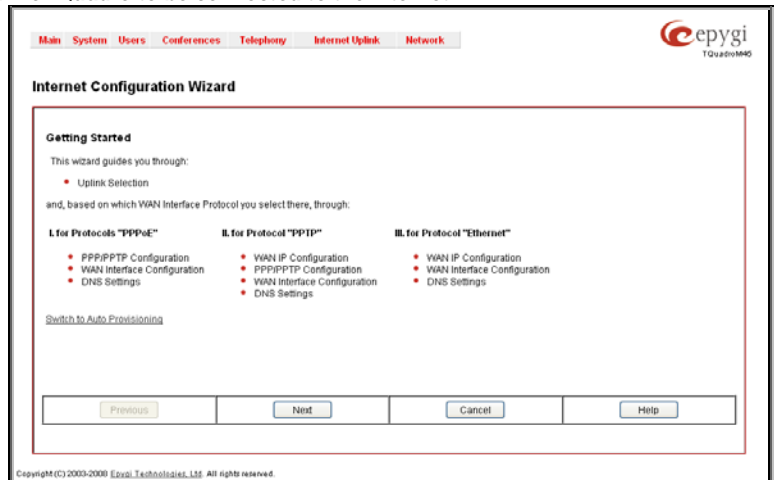 Main System Users Conferences Telephony Internet Uplink Network
epygi
TQuadroM45
Internet Configuration Wizard
Getting Started
This wizard guides you through:
Uplink Selection
and, based on which WAN Interface Protocol you select there, through:
I. for Protocols "PPPoE" II. for Protocol "PPTP" III. for Protocol "Ethernet"
PPP/PPTP Configuration WAN IP Configuration WAN IP Configuration
WAN Interface Configuration PPP/PPTP Configuration WAN Interface Configuration
DNS Settings WAN Interface Configuration DNS Settings
DNS Settings
Switch to Auto Provisioning
Previous Next Cancel Help
Copyright (C) 2003-2008 Epygi Technologies, Ltd. All rights reserved.